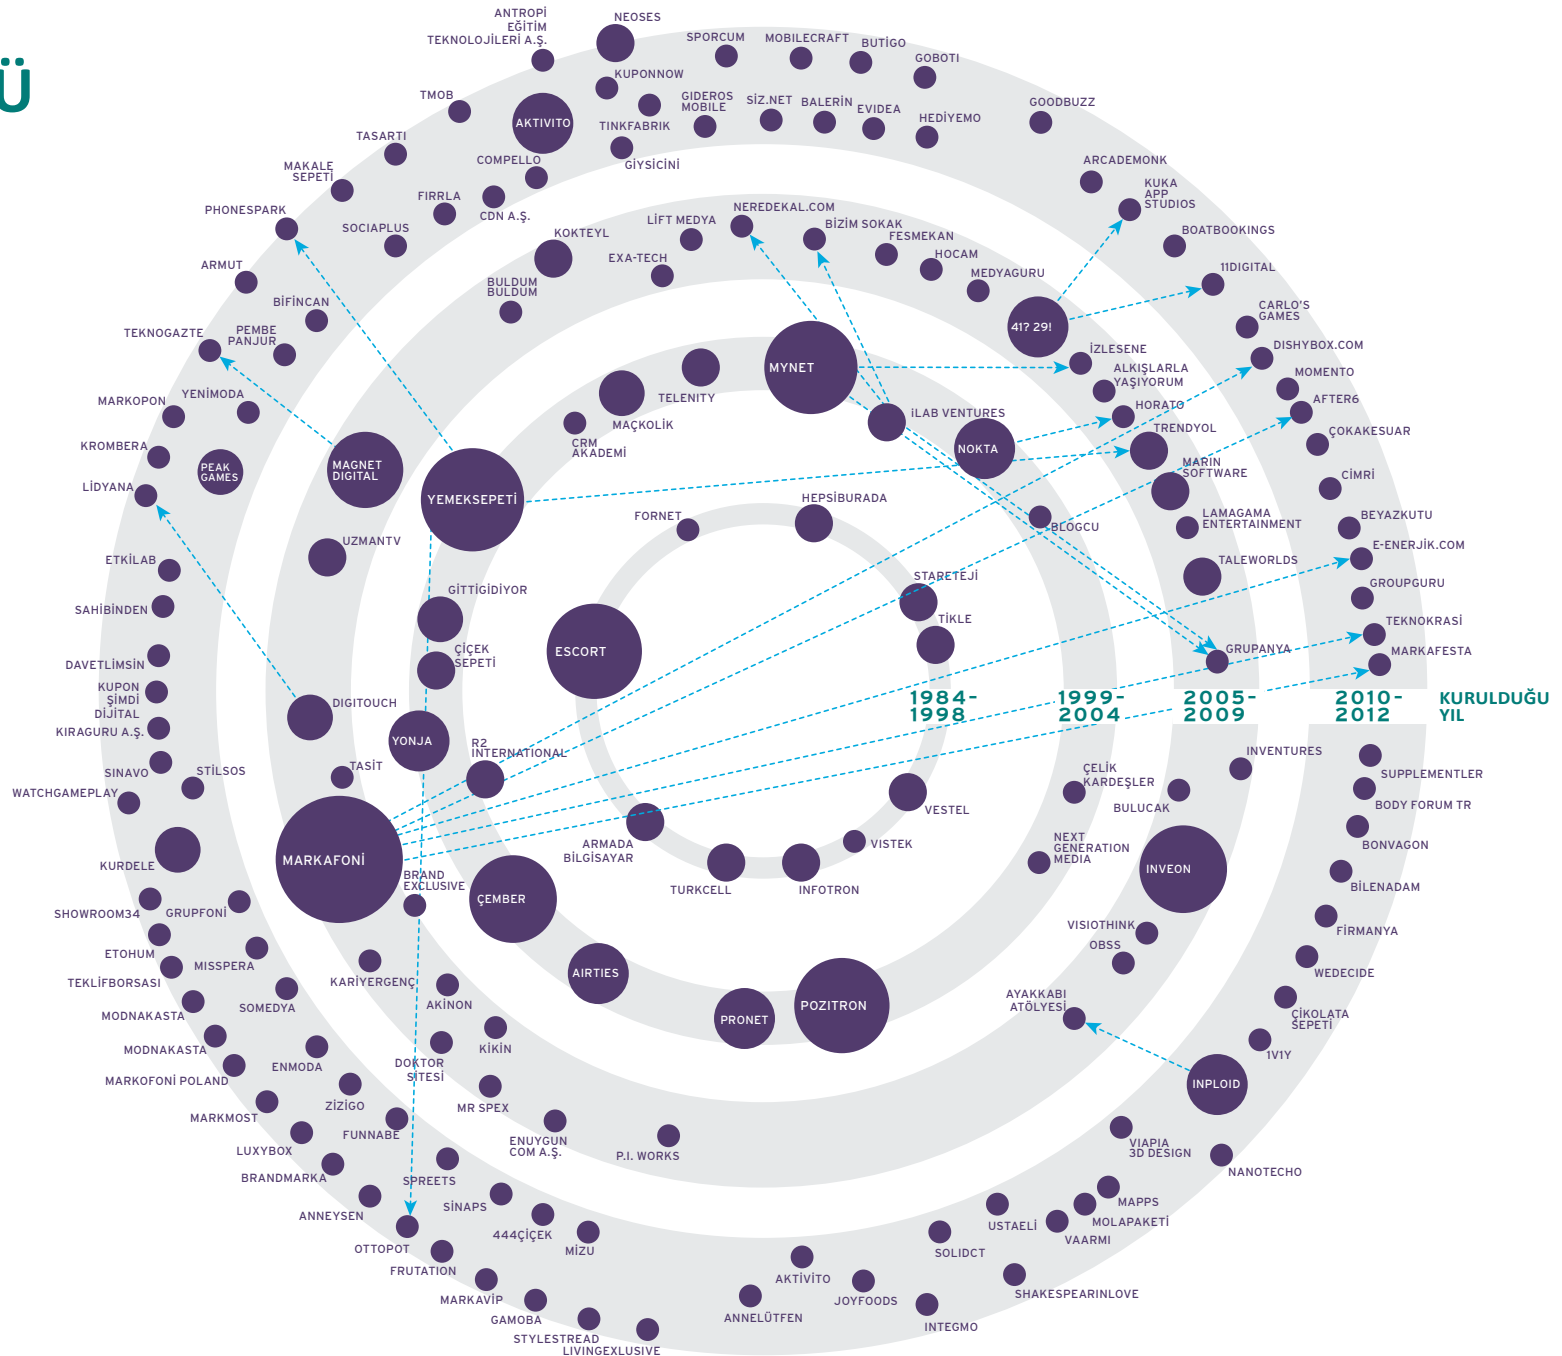 Ü
ANTROPİ
EĞİTİM
TEKNOLOJİLERİ A.Ş.
NEOSES
SPORCUM
MOBILECRAFT
BUTİGO
GOBOTI
KUPONNOW
TMOB
AKTIVITO
TINKFABRIK
GIDEROS
MOBILE
SİZ.NET
BALERİN
EVIDEA
HEDİYEMO
GOODBUZZ
TASARTI
GİYSİCİNİ
COMPELLO
MAKALE
SEPETİ
FIRRLA
CDN A.Ş.
ARCADEMONK
KUKA
APP
STUDIOS
PHONESPARK
SOCIAPLUS
KOKTEYL
LİFT MEDYA
NEREDEKAL.COM
BİZİM SOKAK
FESMEKAN
HOCAM
BOATBOOKINGS
ARMUT
EXA-TECH
MEDYAGURU
11DIGITAL
BULDUM
BULDUM
BİFİNCAN
CARLO'S
GAMES
TEKNOGAZTE
PEMBE
PANJUR
41? 29!
İZLESENE
DISHYBOX.COM
MYNET
ALKIŞLARLA
YAŞIYORUM
MOMENTO
MARKOPON
YENİMODA
TELENITY
MAÇKOLİK
iLAB VENTURES
HORATO
AFTER6
TRENDYOL
ÇOKAKESUAR
KROMBERA
CRM
AKADEMİ
NOKTA
PEAK
GAMES
MAGNET
DIGITAL
MARIN
SOFTWARE
CİMRİ
LİDYANA
YEMEKSEPETİ
HEPSİBURADA
FORNET
BLOGCU
LAMAGAMA
ENTERTAINMENT
BEYAZKUTU
UZMANTV
E-ENERJİK.COM
ETKİLAB
TALEWORLDS
STARETEJİ
GROUPGURU
SAHİBİNDEN
GİTTİGİDİYOR
TİKLE
TEKNOKRASİ
DAVETLİMSİN
ÇİÇEK
SEPETİ
ESCORT
GRUPANYA
MARKAFESTA
KUPON
ŞİMDİ
DİJİTAL
KIRAGURU A.Ş.
DIGITOUCH
1984-
1998
1999-
2004
2005-
2009
2010-
2012
KURULDUĞU
YIL
YONJA
R2
INTERNATIONAL
INVENTURES
SINAVO
STİLSOS
TASİT
ÇELİK
KARDEŞLER
SUPPLEMENTLER
WATCHGAMEPLAY
BULUCAK
BODY FORUM TR
VESTEL
KURDELE
MARKAFONİ
ARMADA
BİLGİSAYAR
VISTEK
NEXT
GENERATION
MEDIA
BONVAGON
TURKCELL
INFOTRON
INVEON
BRAND
EXCLUSIVE
ÇEMBER
BİLENADAM
SHOWROOM34
GRUPFONİ
VISIOTHINK
FİRMANYA
ETOHUM
MISSPERA
OBSS
TEKLİFBORSASI
KARİYERGENÇ
AIRTIES
WEDECIDE
SOMEDYA
AKİNON
AYAKKABI
ATÖLYESİ
MODNAKASTA
PRONET
POZITRON
ÇİKOLATA
SEPETİ
MODNAKASTA
KİKİN
ENMODA
DOKTOR
SİTESİ
1V1Y
MARKOFONİ POLAND
INPLOID
MARKMOST
ZİZİGO
MR SPEX
FUNNABE
LUXYBOX
ENUYGUN
COM A.Ş.
P.I. WORKS
VIAPIA
3D DESIGN
BRANDMARKA
SPREETS
NANOTECHO
ANNEYSEN
SİNAPS
MAPPS
MOLAPAKETİ
USTAELİ
VAARMI
444ÇİÇEK
OTTOPOT
MİZU
SOLIDCT
FRUTATION
AKTİVİTO
MARKAVİP
JOYFOODS
SHAKESPEARINLOVE
GAMOBA
ANNELÜTFEN
INTEGMO
STYLESTREAD
LIVINGEXLUSIVE